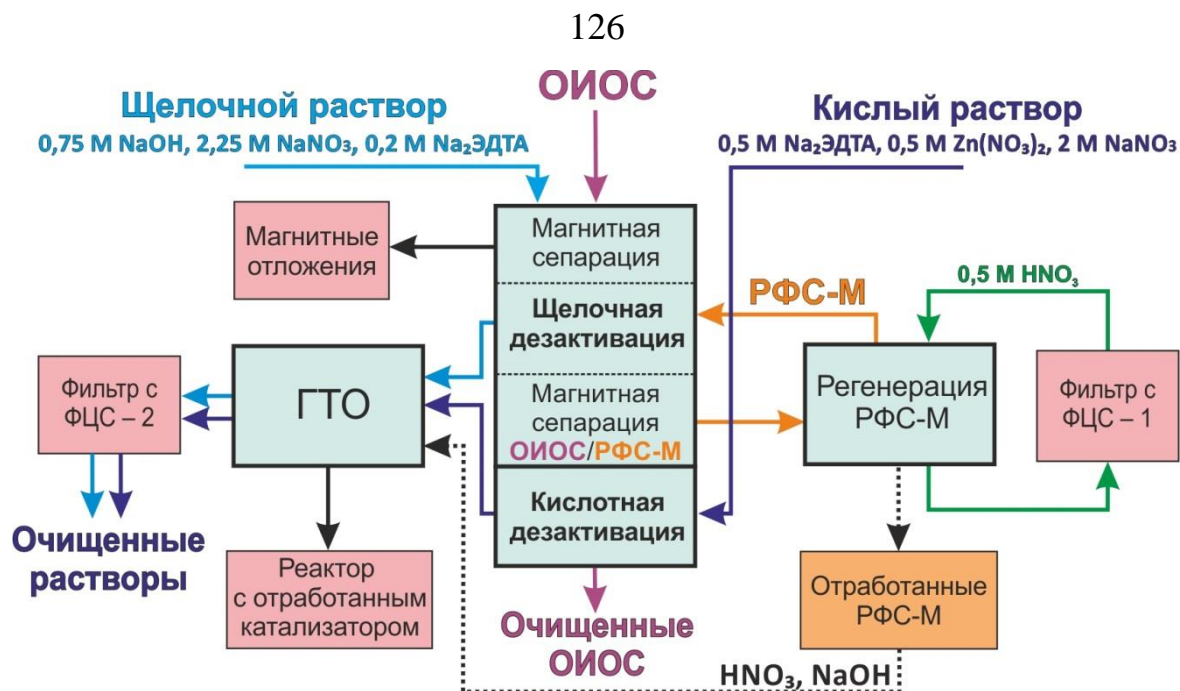 126
ОИОС
Щелочной раствор
0,75 М NaOH, 2,25 М NaNO₃, 0,2 М Na₂ЭДТА
Кислый раствор
0,5 М Na₂ЭДТА, 0,5 М Zn(NO₃)₂, 2 М NaNO₃
Магнитные
отложения
Магнитная
сепарация
Щелочная
дезактивация
РФС-М
0,5 М HNO₃
Фильтр с
ФЦС – 2
ГТО
Магнитная
сепарация
ОИОС/РФС-М
Регенерация
РФС-М
Фильтр с
ФЦС – 1
Кислотная
дезактивация
Очищенные
растворы
Реактор
с отработанным
катализатором
Очищенные
ОИОС
Отработанные
РФС-М
HNO₃, NaOH